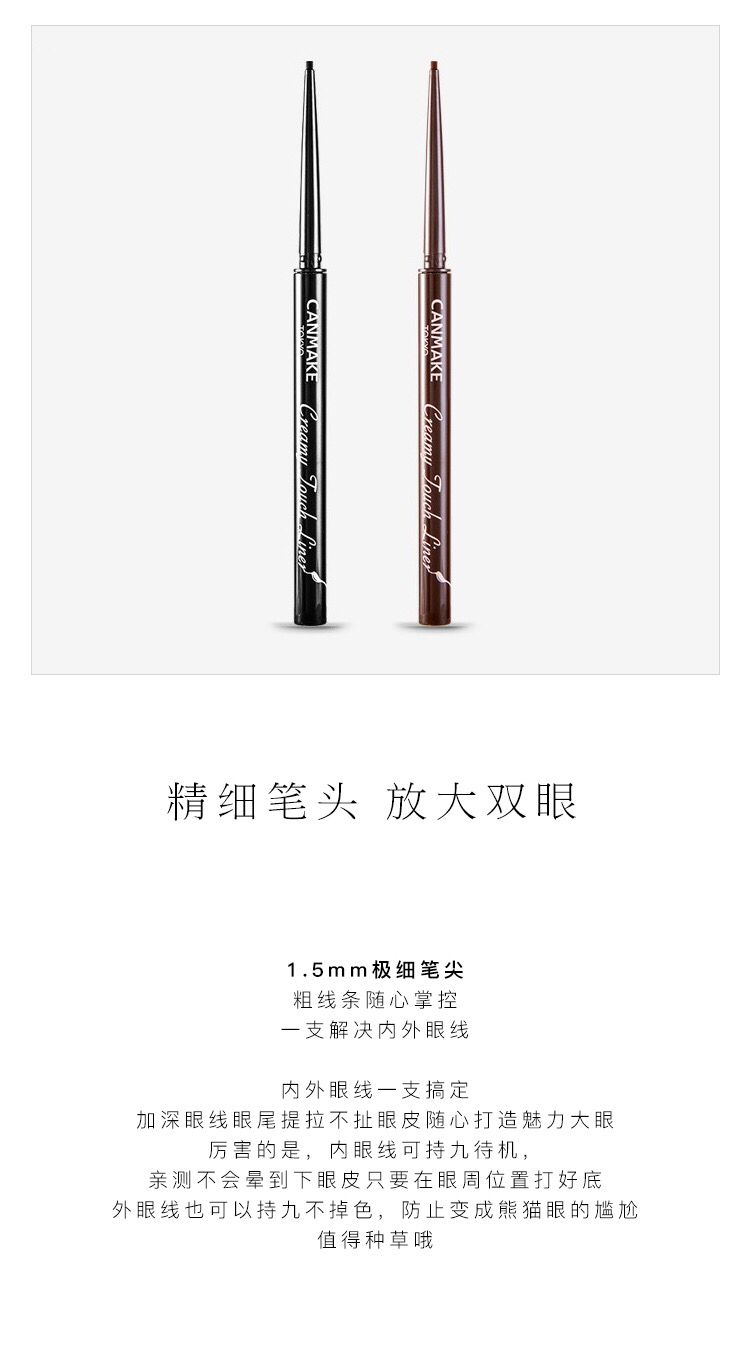 CANMAKE
TOKYO
Creamy Touch Liner
CANMAKE
TOKYO
Creamy Touch Liner
精细笔头 放大双眼
1.5mm极细笔尖
粗线条随心掌控
一支解决内外眼线
内外眼线一支搞定
加深眼线眼尾提拉不扯眼皮随心打造魅力大眼
厉害的是，内眼线可持九待机，
亲测不会晕到下眼皮只要在眼周位置打好底
外眼线也可以持九不掉色，防止变成熊猫眼的尴尬
值得种草哦